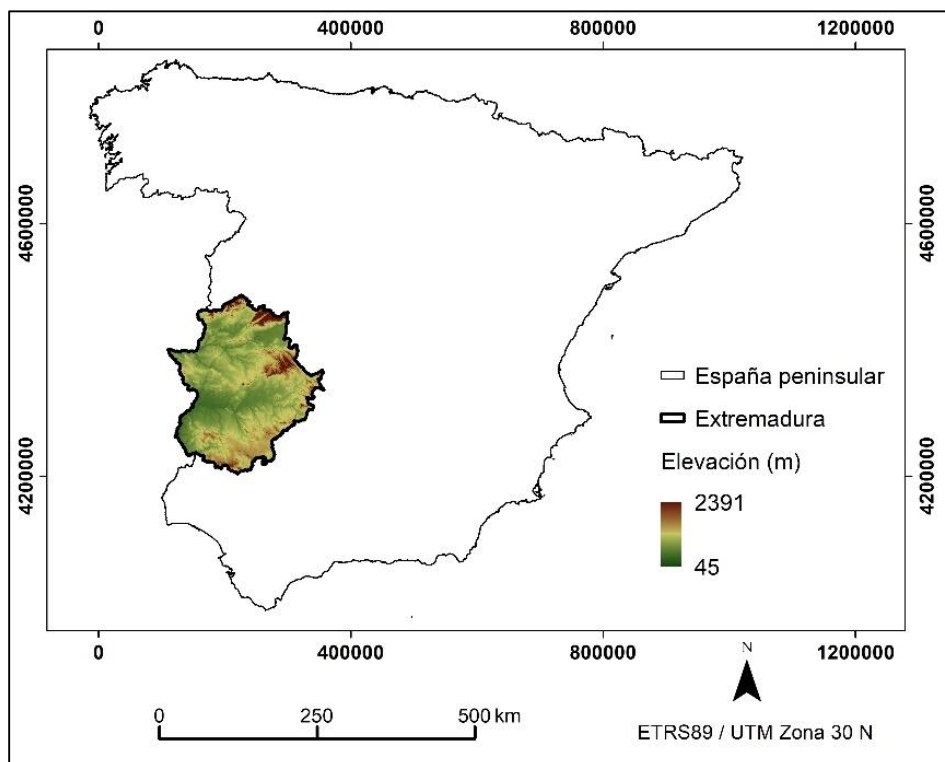 0 400000 800000 1200000
4600000 4600000
España peninsular
Extremadura
4200000 4200000
Elevación (m)
2391
45
0 400000 800000 1200000
N
0 250 500 km
ETRS89 / UTM Zona 30 N